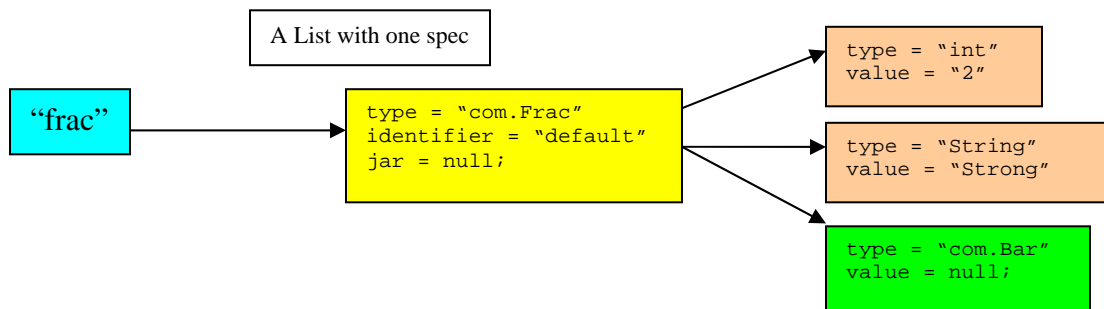 A List with one spec
“frac”
type = “com.Frac”
identifier = “default”
jar = null;
type = “int”
value = “2”
type = “String”
value = “Strong”
type = “com.Bar”
value = null;